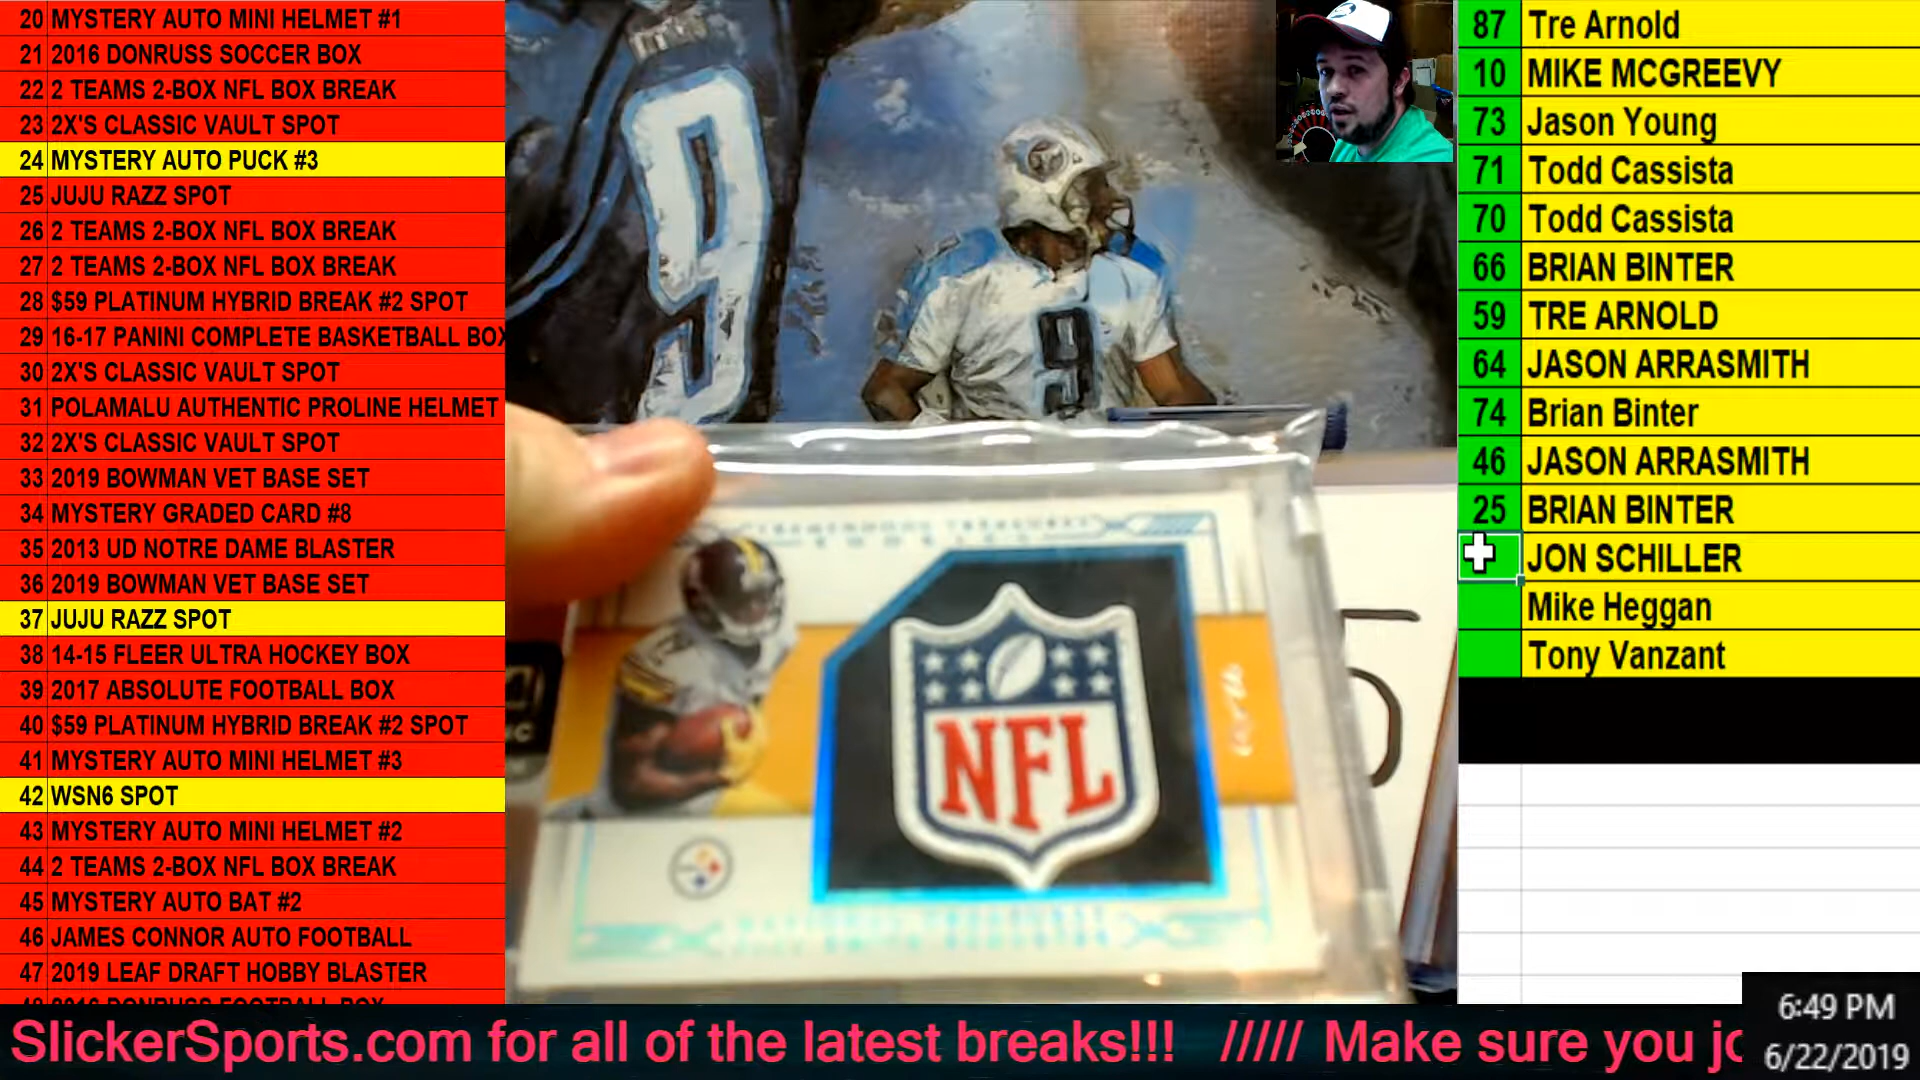 20 MYSTERY AUTO MINI HELMET #1
21 2016 DONRUSS SOCCER BOX
22 2 TEAMS 2-BOX NFL BOX BREAK
23 2X'S CLASSIC VAULT SPOT
24 MYSTERY AUTO PUCK #3
25 JUJU RAZZ SPOT
26 2 TEAMS 2-BOX NFL BOX BREAK
27 2 TEAMS 2-BOX NFL BOX BREAK
28 $59 PLATINUM HYBRID BREAK #2 SPOT
29 16-17 PANINI COMPLETE BASKETBALL BOX
30 2X'S CLASSIC VAULT SPOT
31 POLAMALU AUTHENTIC PROLINE HELMET
32 2X'S CLASSIC VAULT SPOT
33 2019 BOWMAN VET BASE SET
34 MYSTERY GRADED CARD #8
35 2013 UD NOTRE DAME BLASTER
36 2019 BOWMAN VET BASE SET
37 JUJU RAZZ SPOT
38 14-15 FLEER ULTRA HOCKEY BOX
39 2017 ABSOLUTE FOOTBALL BOX
40 $59 PLATINUM HYBRID BREAK #2 SPOT
41 MYSTERY AUTO MINI HELMET #3
42 WSN6 SPOT
43 MYSTERY AUTO MINI HELMET #2
44 2 TEAMS 2-BOX NFL BOX BREAK
45 MYSTERY AUTO BAT #2
46 JAMES CONNOR AUTO FOOTBALL
47 2019 LEAF DRAFT HOBBY BLASTER
48 2016 DONRUSS FOOTBALL BOX
9
9
NFL
87 Tre Arnold
10 MIKE MCGREEVY
73 Jason Young
71 Todd Cassista
70 Todd Cassista
66 BRIAN BINTER
59 TRE ARNOLD
64 JASON ARRASMITH
74 Brian Binter
46 JASON ARRASMITH
25 BRIAN BINTER
JON SCHILLER
Mike Heggan
Tony Vanzant
SlickerSports.com for all of the latest breaks!!! ///// Make sure you jo
6:49 PM
6/22/2019